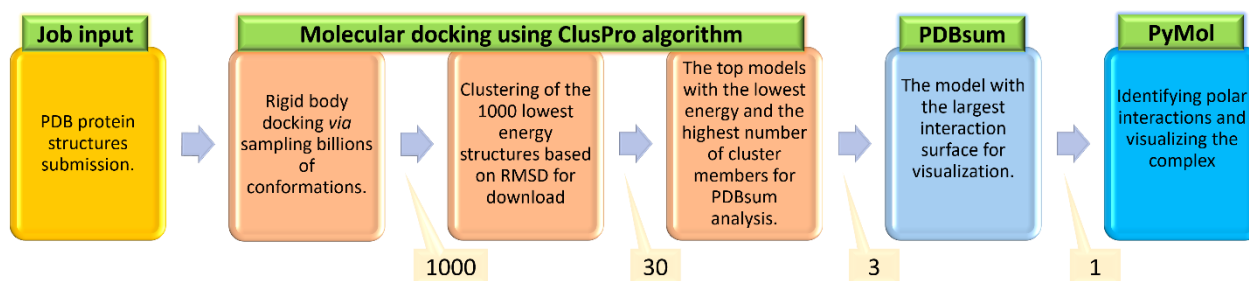 Job input
PDB protein
structures
submission.
Molecular docking using ClusPro algorithm
Rigid body
docking via
sampling billions
of
conformations.
1000
Clustering of the
1000 lowest
energy
structures based
on RMSD for
download
30
The top models
with the lowest
energy and the
highest number
of cluster
members for
PDBsum
analysis.
3
PDBsum
The model with
the largest
interaction
surface for
visualization.
1
PyMol
Identifying polar
interactions and
visualizing the
complex